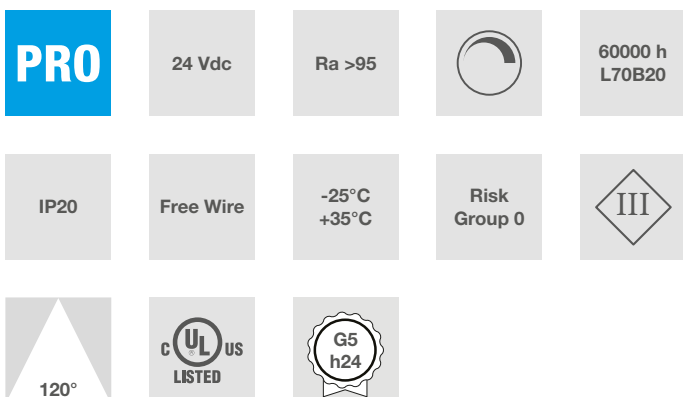 PRO
24 Vdc
Ra >95
60000 h
L70B20
IP20
Free Wire
-25°C
+35°C
Risk
Group 0
III
120°
C UL US
®
LISTED
G5
h24